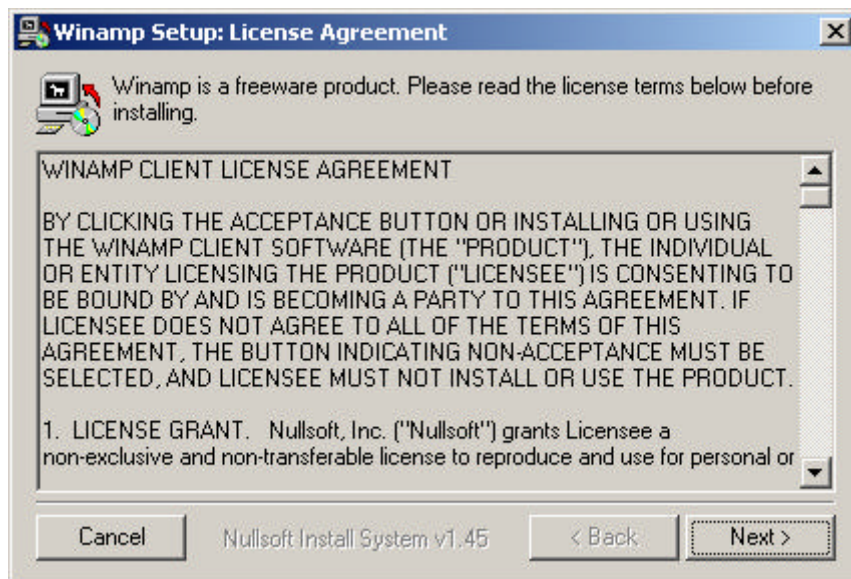 Winamp Setup: License Agreement
Winamp is a freeware product. Please read the license terms below before
installing.
WINAMP CLIENT LICENSE AGREEMENT
BY CLICKING THE ACCEPTANCE BUTTON OR INSTALLING OR USING
THE WINAMP CLIENT SOFTWARE (THE "PRODUCT"), THE INDIVIDUAL
OR ENTITY LICENSING THE PRODUCT ("LICENSEE") IS CONSENTING TO
BE BOUND BY AND IS BECOMING A PARTY TO THIS AGREEMENT. IF
LICENSEE DOES NOT AGREE TO ALL OF THE TERMS OF THIS
AGREEMENT, THE BUTTON INDICATING NON-ACCEPTANCE MUST BE
SELECTED, AND LICENSEE MUST NOT INSTALL OR USE THE PRODUCT.
1. LICENSE GRANT. Nullsoft, Inc. ("Nullsoft") grants Licensee a
non-exclusive and non-transferable license to reproduce and use for personal or
Cancel Nullsoft Install System v1.45 < Back Next >